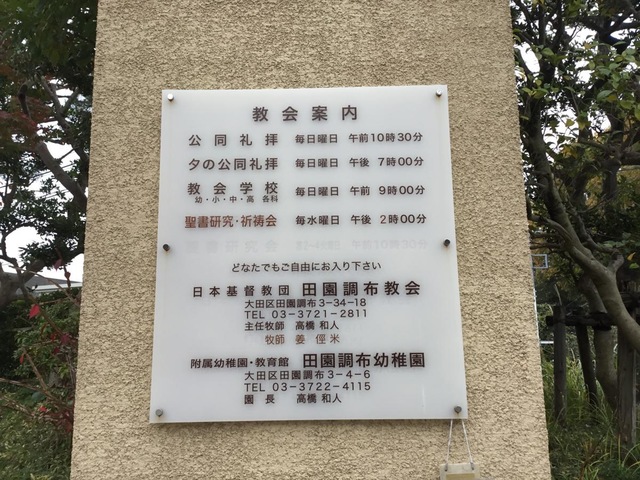 教会案内
公同礼拝 毎日曜日 午前10時30分
夕の公同礼拝 毎日曜日 午後 7時00分
教会学校 毎日曜日 午前 9時00分
幼・小・中・高 各科
聖書研究・祈祷会 毎水曜日 午後 2時00分
どなたでもご自由にお入り下さい
日本基督教団 田園調布教会
大田区田園調布3-34-18
TEL 03-3721-2811
主任牧師 高橋 和人
牧師 姜 俓米
附属幼稚園・教育館 田園調布幼稚園
大田区田園調布3-4-6
TEL 03-3722-4115
園長 高橋 和人